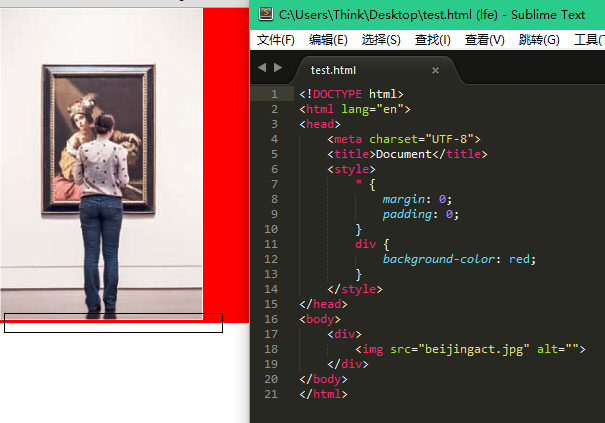 C:\Users\Think\Desktop\test.html (lfe) - Sublime Text
文件(F) 编辑(E) 选择(S) 查找(I) 查看(V) 跳转(G) 工具(T
test.html ×
1 <!DOCTYPE html>
2 <html lang="en">
3 <head>
4 <meta charset="UTF-8">
5 <title>Document</title>
6 <style>
7 * {
8 margin: 0;
9 padding: 0;
10 }
11 div {
12 background-color: red;
13 }
14 </style>
15 </head>
16 <body>
17 <div>
18 <img src="beijingact.jpg" alt="">
19 </div>
20 </body>
21 </html>